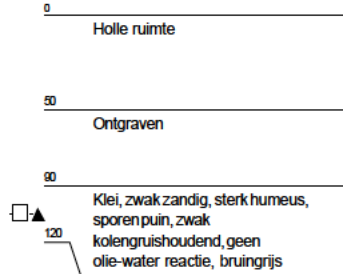 0
Holle ruimte
50
Ontgraven
90
Klei, zwak zandig, sterk humeus,
sporen puin, zwak
120
kolengruishoudend, geen
olie-water reactie, bruingrijs